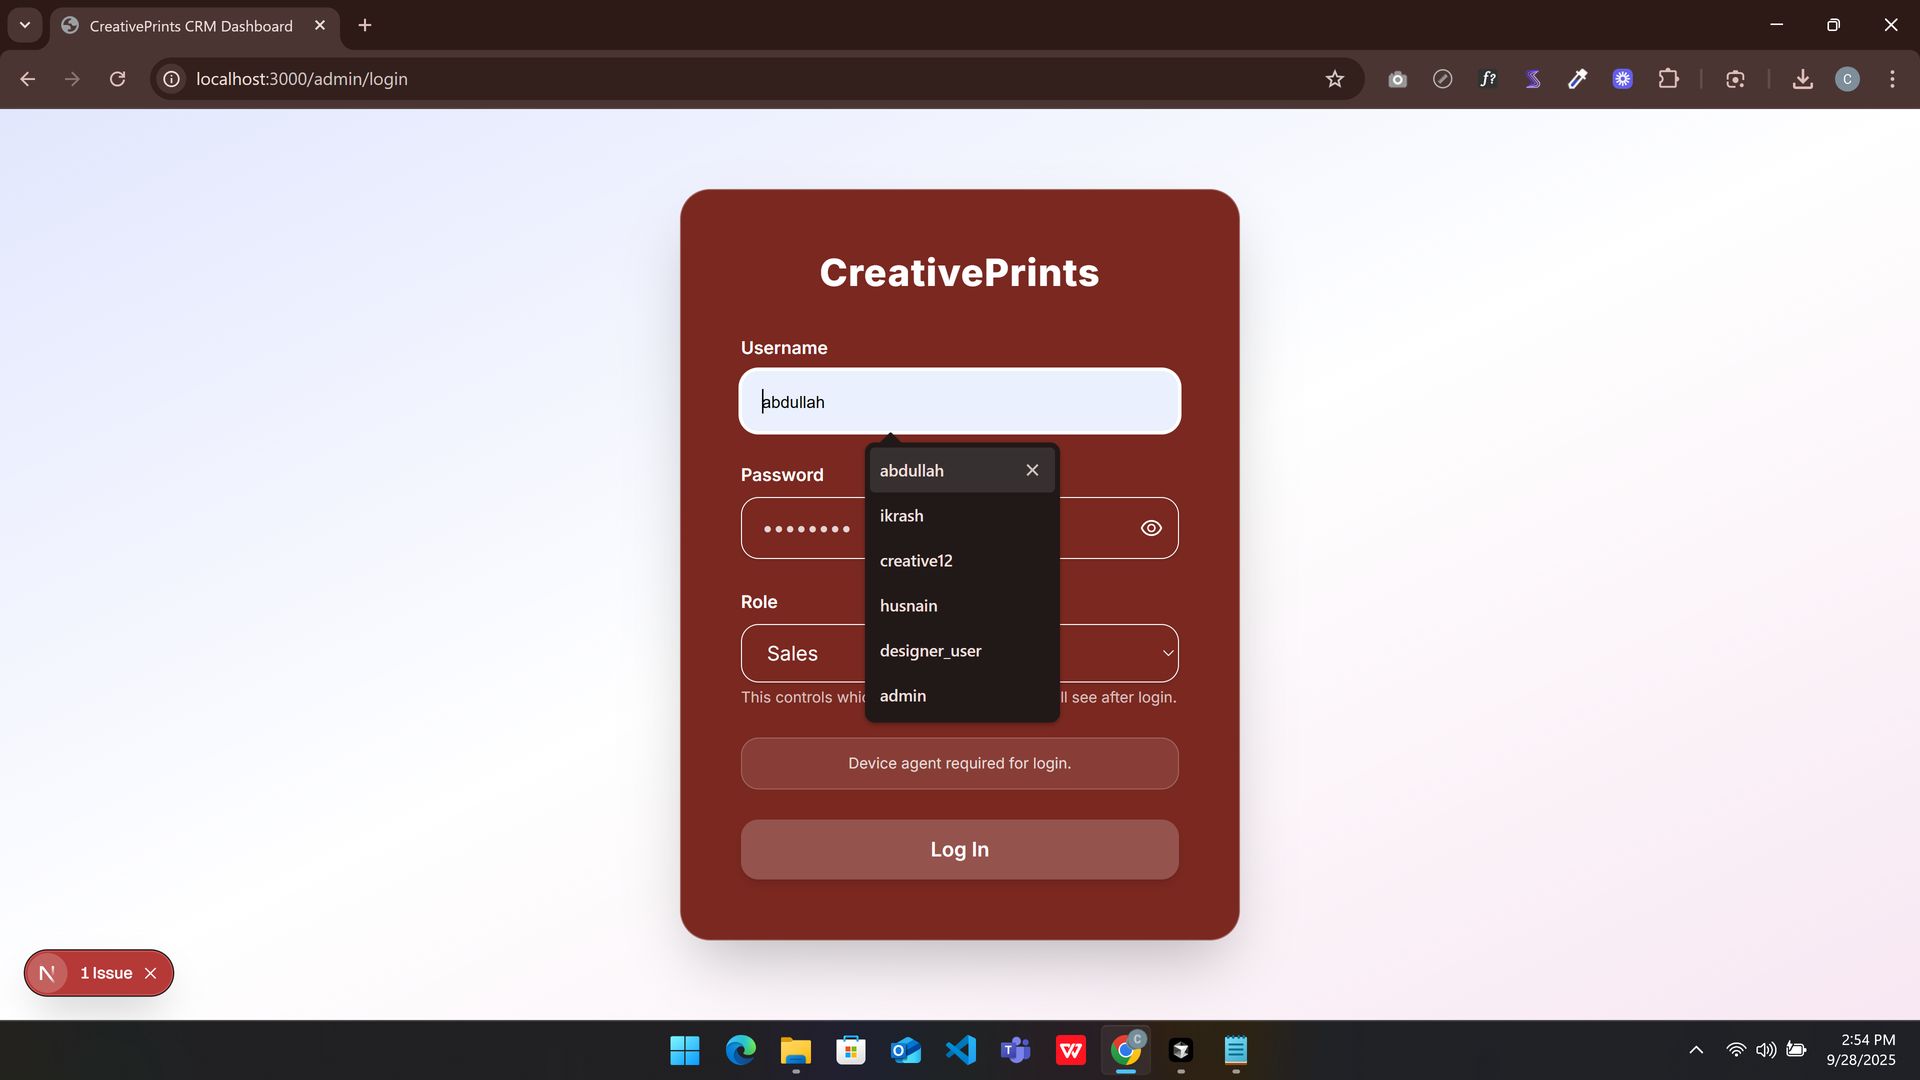 CreativePrints CRM Dashboard
localhost:3000/admin/login
f?
C
CreativePrints
Username
abdullah
abdullah
Password
ikrash
creative12
Role
husnain
Sales
designer_user
admin
This controls whic
ll see after login.
Device agent required for login.
Log In
N 1 Issue
C
2:54 PM
9/28/2025